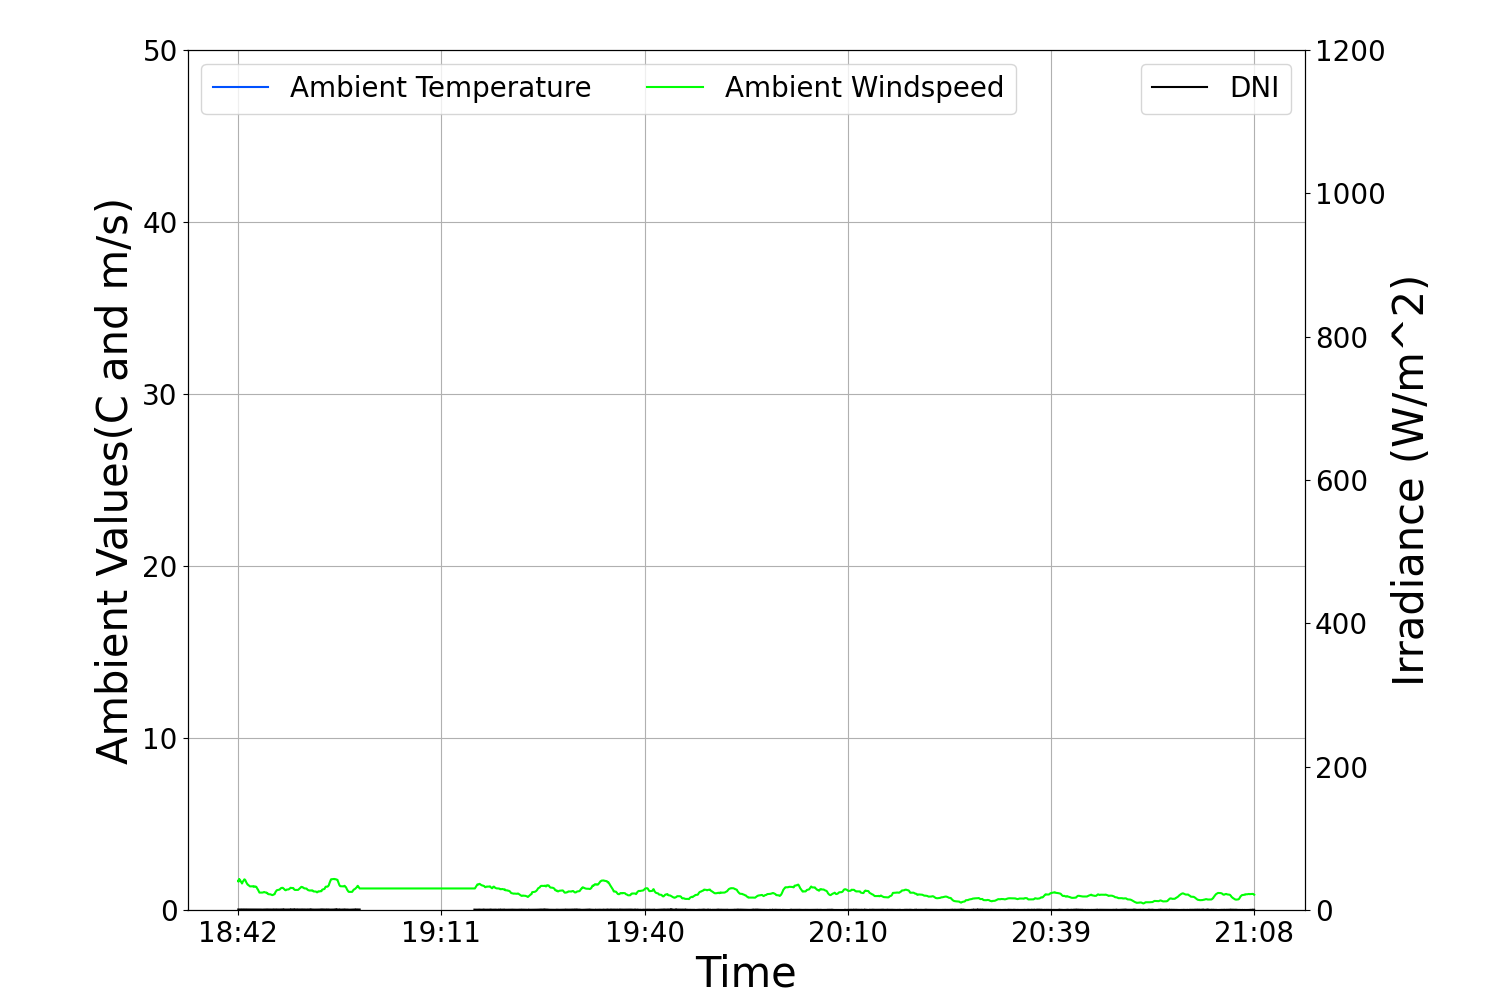 Ambient Temperature
Ambient Windspeed
DNI
Ambient Values(C and m/s)
50
40
30
20
10
0
1200
1000
800
600
400
200
0
Irradiance (W/m^2)
18:42 19:11 19:40 20:10 20:39 21:08
Time